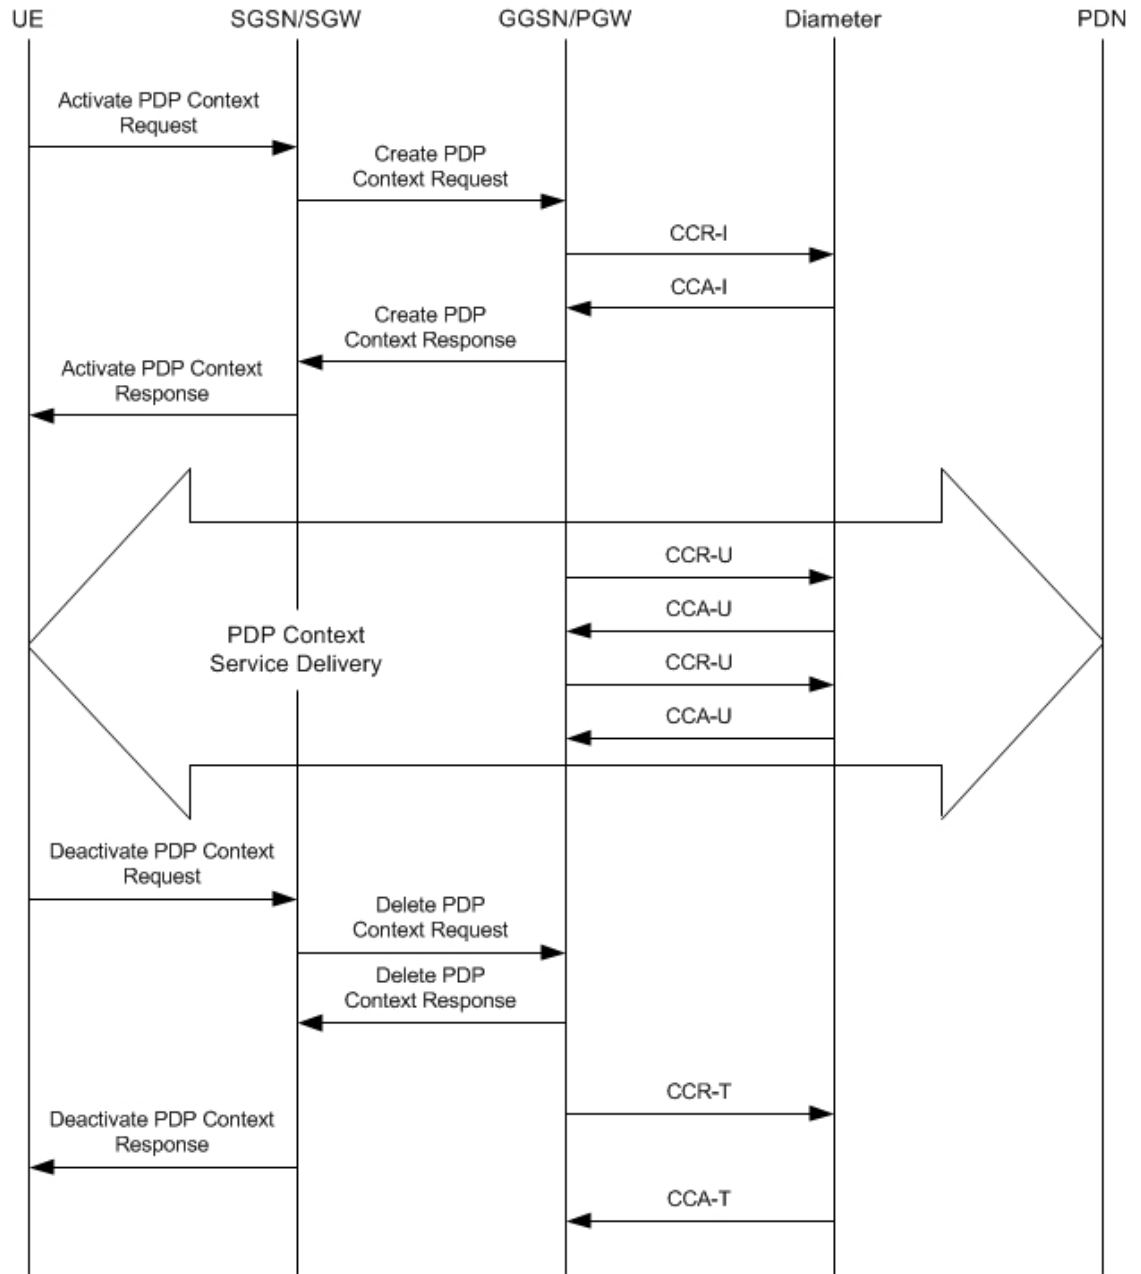 UE
SGSN/SGW
GGSN/PGW
Diameter
PDN
Activate PDP Context
Request
Create PDP
Context Request
CCR-I
CCA-I
Create PDP
Context Response
Activate PDP Context
Response
CCR-U
CCA-U
PDP Context
Service Delivery
CCR-U
CCA-U
Deactivate PDP Context
Request
Delete PDP
Context Request
Delete PDP
Context Response
CCR-T
Deactivate PDP Context
Response
CCA-T